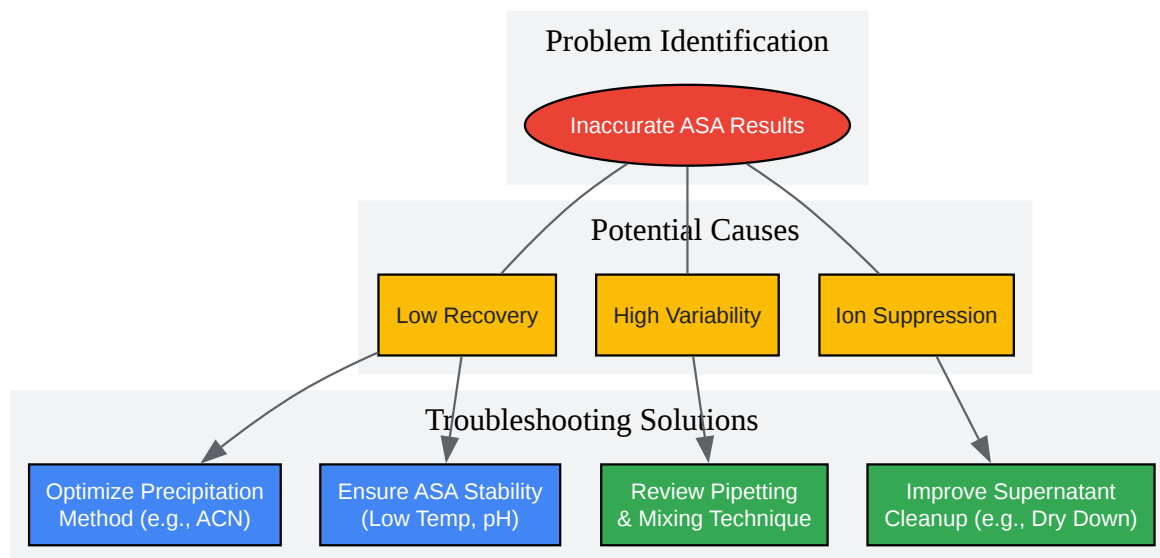 Problem Identification
Inaccurate ASA Results
Potential Causes
Low Recovery
High Variability
Ion Suppression
Troubleshooting Solutions
Optimize Precipitation
Method (e.g., ACN)
Ensure ASA Stability
(Low Temp, pH)
Review Pipetting
& Mixing Technique
Improve Supernatant
Cleanup (e.g., Dry Down)